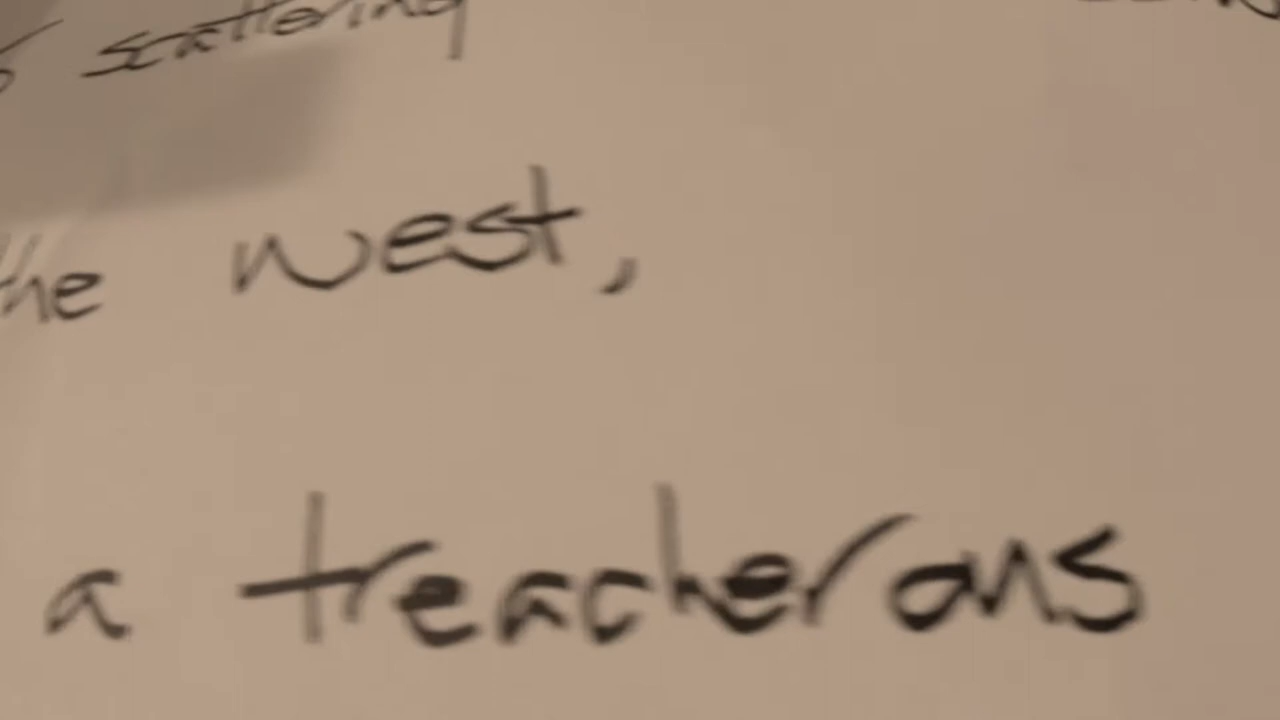 scattering
the west,
a treacherous